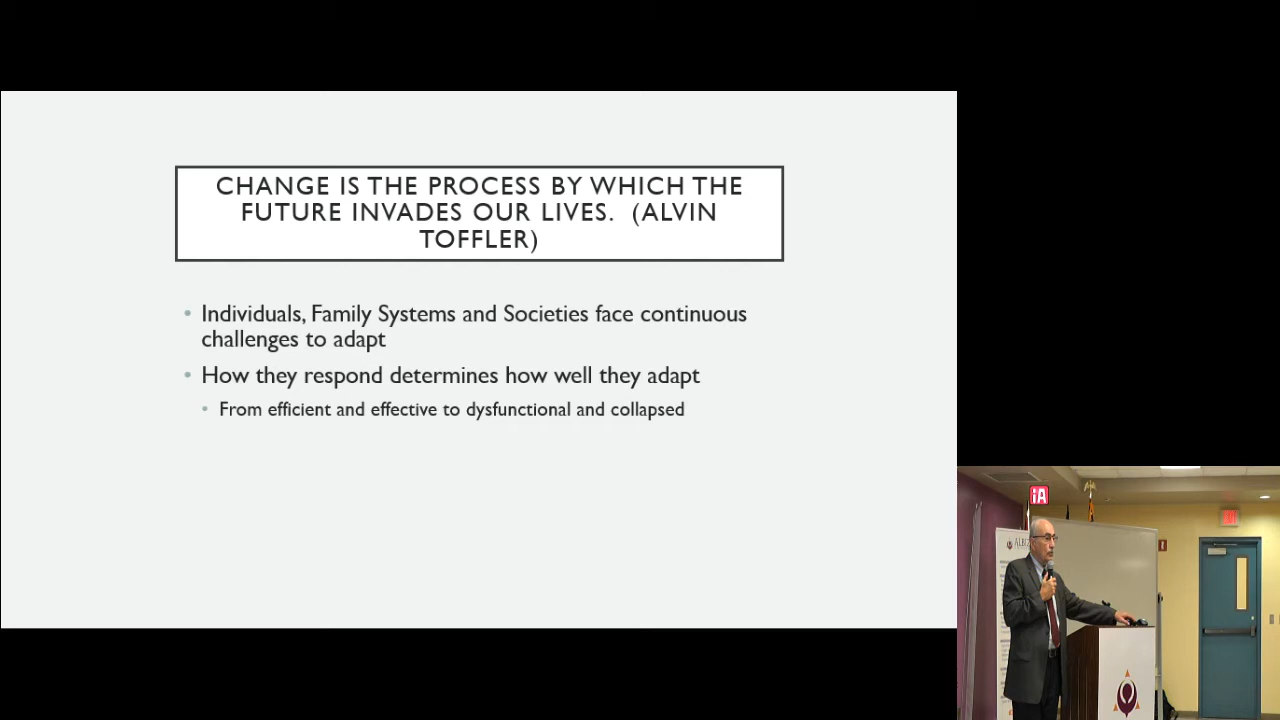 CHANGE IS THE PROCESS BY WHICH THE
FUTURE INVADES OUR LIVES. (ALVIN
TOFFLER)
• Individuals, Family Systems and Societies face continuous
challenges to adapt
• How they respond determines how well they adapt
• From efficient and effective to dysfunctional and collapsed
iA